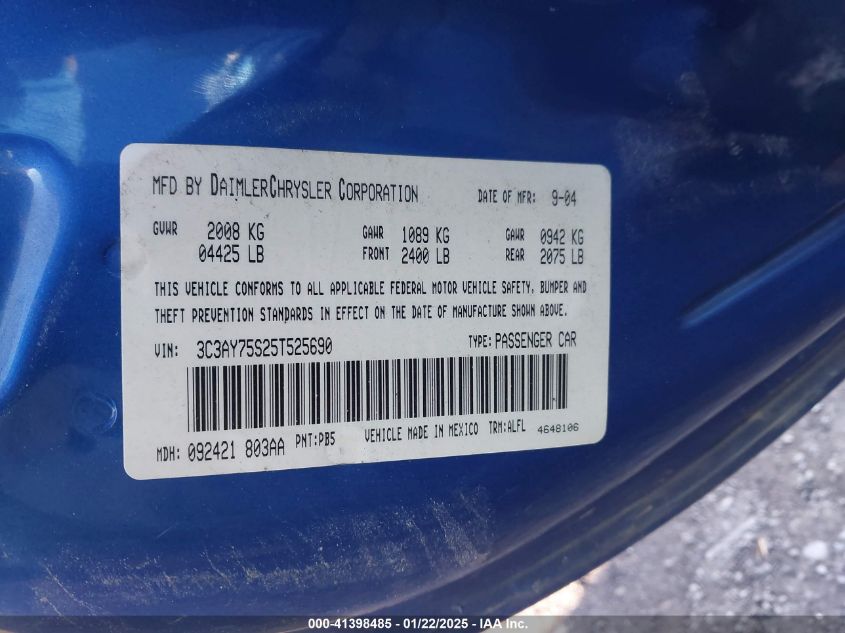 MFD BY DAIMLERCHRYSLER CORPORATION DATE OF MFR: 9-04
GVWR 2008 KG GAWR 1089 KG GAWR 0942 KG
04425 LB FRONT 2400 LB REAR 2075 LB
THIS VEHICLE CONFORMS TO ALL APPLICABLE FEDERAL MOTOR VEHICLE SAFETY, BUMPER AND
THEFT PREVENTION STANDARDS IN EFFECT ON THE DATE OF MANUFACTURE SHOWN ABOVE.
VIN: 3C3AY75S25T525690 TYPE: PASSENGER CAR
MDH: 092421 803AA PNT:PB5 VEHICLE MADE IN MEXICO TRM:ALFL 4648106
000-41398485 - 01/22/2025 - IAA Inc.